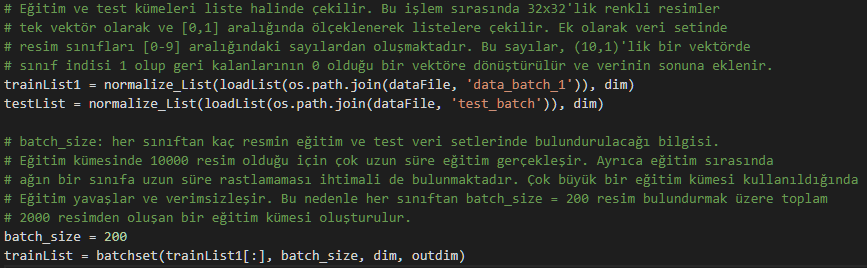 # Eğitim ve test kümeleri liste halinde çekilir. Bu işlem sırasında 32x32'lik renkli resimler
# tek vektör olarak ve [0,1] aralığında ölçeklenerek listelere çekilir. Ek olarak veri setinde
# resim sınıfları [0-9] aralığındaki sayılardan oluşmaktadır. Bu sayılar, (10,1)'lik bir vektörde
# sınıf indisi 1 olup geri kalanlarının 0 olduğu bir vektöre dönüştürülür ve verinin sonuna eklenir.
trainList1 = normalize_List(loadList(os.path.join(dataFile, 'data_batch_1')), dim)
testList = normalize_List(loadList(os.path.join(dataFile, 'test_batch')), dim)
# batch_size: her sınıftan kaç resmin eğitim ve test veri setlerinde bulundurulacağı bilgisi.
# Eğitim kümesinde 10000 resim olduğu için çok uzun süre eğitim gerçekleşir. Ayrıca eğitim sırasında
# ağın bir sınıfa uzun süre rastlamaması ihtimali de bulunmaktadır. Çok büyük bir eğitim kümesi kullanıldığında
# Eğitim yavaşlar ve verimsizleşir. Bu nedenle her sınıftan batch_size = 200 resim bulundurmak üzere toplam
# 2000 resimden oluşan bir eğitim kümesi oluşturulur.
batch_size = 200
trainList = batchset(trainList1[:], batch_size, dim, outdim)